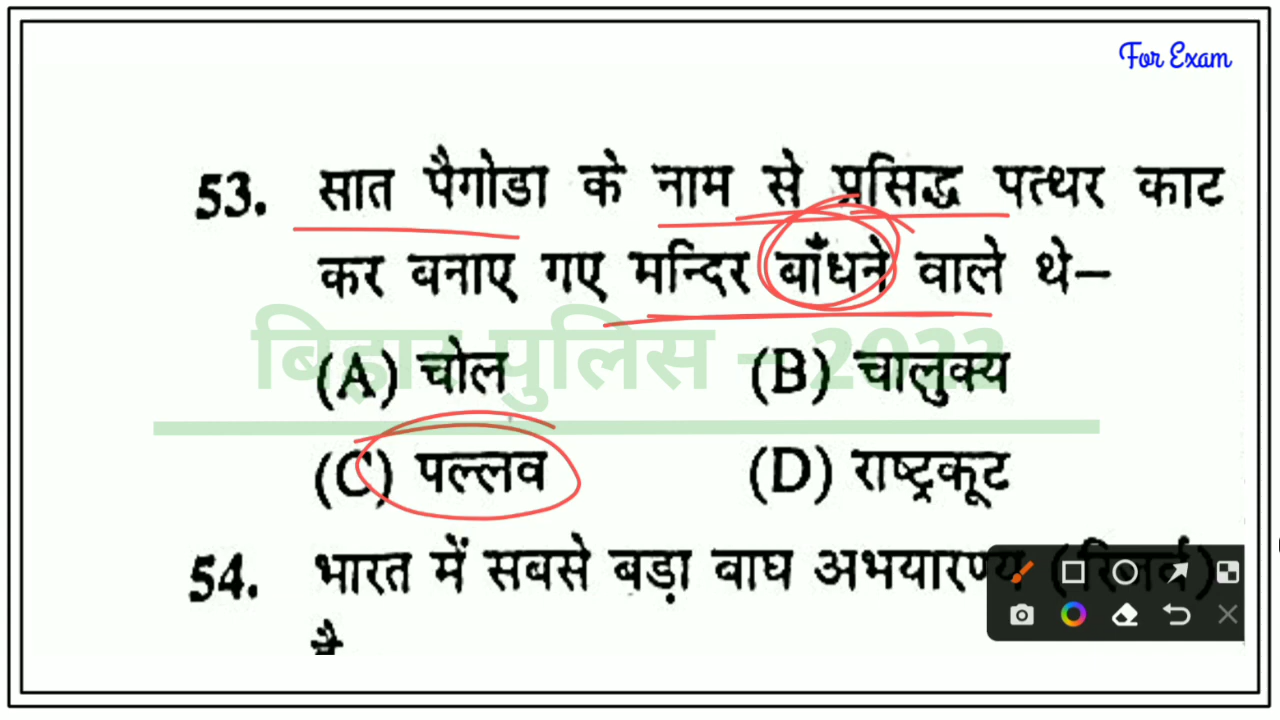 For Exam
53. सात पैगोडा के नाम से प्रसिद्ध पत्थर काट
कर बनाए गए मन्दिर बाँधने वाले थे–
बिहार पुलिस – 2022
(A) चोल (B) चालुक्य
(C) पल्लव (D) राष्ट्रकूट
54. भारत में सबसे बड़ा वाघ अभयारण्य (रिजर्व)
है